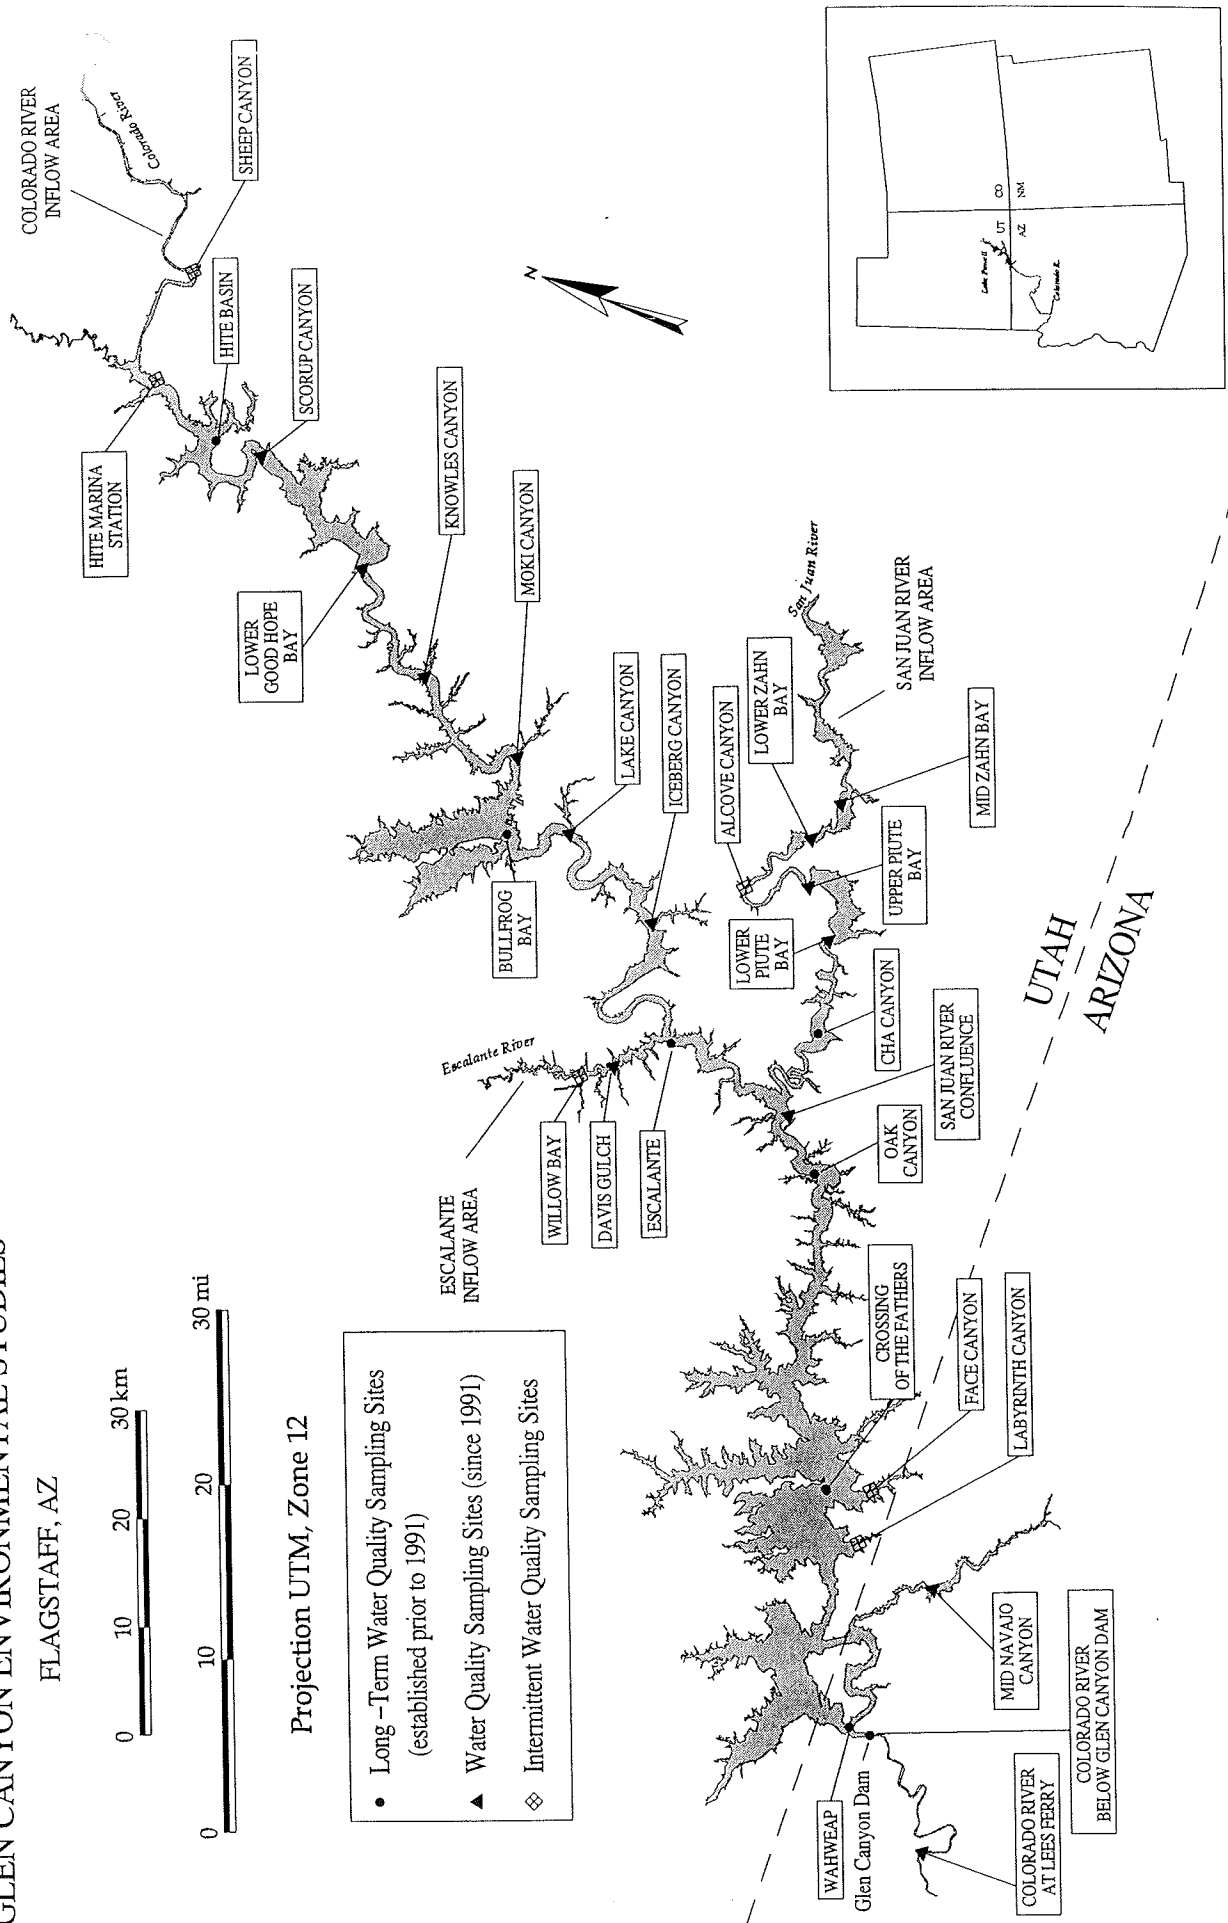 GLEN CANYON ENVIRONMENTAL STUDIES
FLAGSTAFF, AZ
0
10
20
30 km
0
10
20
30 mi
Projection UTM, Zone 12
Long -Term Water Quality Sampling Sites
(established prior to 1991)
Water Quality Sampling Sites (since 1991)
Intermittent Water Quality Sampling Sites
COLORADO RIVER
INFLOW AREA
Colorado River
SHEEP CANYON
HITE BASIN
SCORUP CANYON
HITE MARINA
STATION
KNOWLES CANYON
LOWER
GOOD HOPE
BAY
MOKI CANYON
LAKE CANYON
ICEBERG CANYON
BULLFROG
BAY
Escalante River
ESCALANTE
INFLOW AREA
WILLOW BAY
DAVIS GULCH
ESCALANTE
San Juan River
SAN JUAN RIVER
INFLOW AREA
ALCOVE CANYON
LOWER ZAHN
BAY
MID ZAHN BAY
UPPER PIUTE
BAY
LOWER
PIUTE
BAY
CHA CANYON
SAN JUAN RIVER
CONFLUENCE
OAK
CANYON
CROSSING
OF THE FATHERS
FACE CANYON
LABYRINTH CANYON
MID NAVAJO
CANYON
COLORADO RIVER
BELOW GLEN CANYON DAM
COLORADO RIVER
AT LEES FERRY
WAHWEAP
Glen Canyon Dam
UTAH
ARIZONA
N
UT
CO
AZ
NM
Lake Powell
Colorado R.